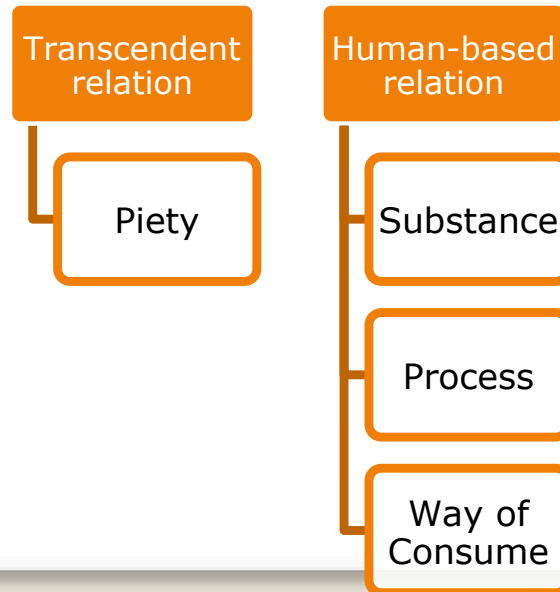 Transcendent
relation
Piety
Human-based
relation
Substance
Process
Way of
Consume